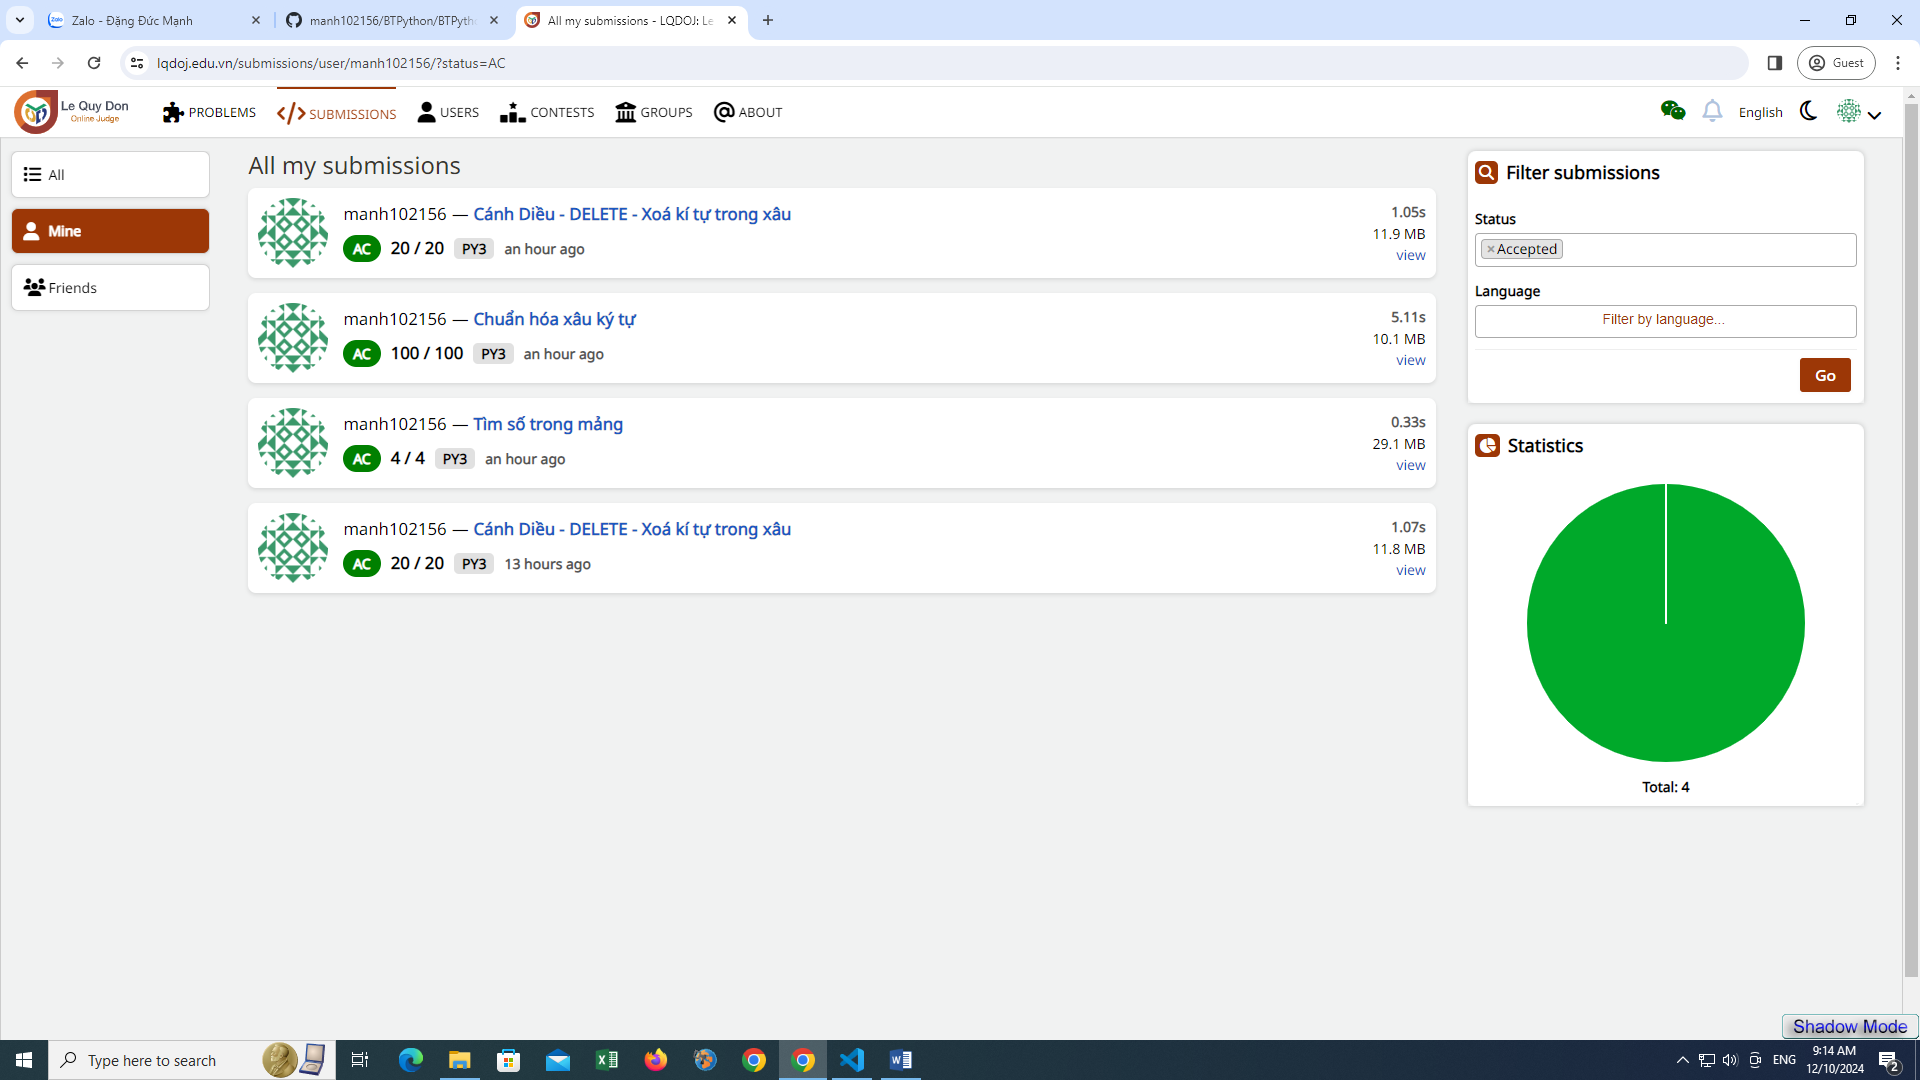 Zalo - Đặng Đức Mạnh
manh102156/BTPython/BTPytho
All my submissions - LQDOJ: Le
lqdoj.edu.vn/submissions/user/manh102156/?status=AC
Guest
Le Quy Don
Online Judge
PROBLEMS
SUBMISSIONS
USERS
CONTESTS
GROUPS
ABOUT
English
All
Mine
Friends
All my submissions
manh102156 — Cánh Diều - DELETE - Xoá kí tự trong xâu
AC 20 / 20 PY3 an hour ago
1.05s
11.9 MB
view
manh102156 — Chuẩn hóa xâu ký tự
AC 100 / 100 PY3 an hour ago
5.11s
10.1 MB
view
manh102156 — Tìm số trong mảng
AC 4 / 4 PY3 an hour ago
0.33s
29.1 MB
view
manh102156 — Cánh Diều - DELETE - Xoá kí tự trong xâu
AC 20 / 20 PY3 13 hours ago
1.07s
11.8 MB
view
Filter submissions
Status
×Accepted
Language
Filter by language...
Go
Statistics
Total: 4
Shadow Mode
Type here to search
ENG
9:14 AM
12/10/2024
2